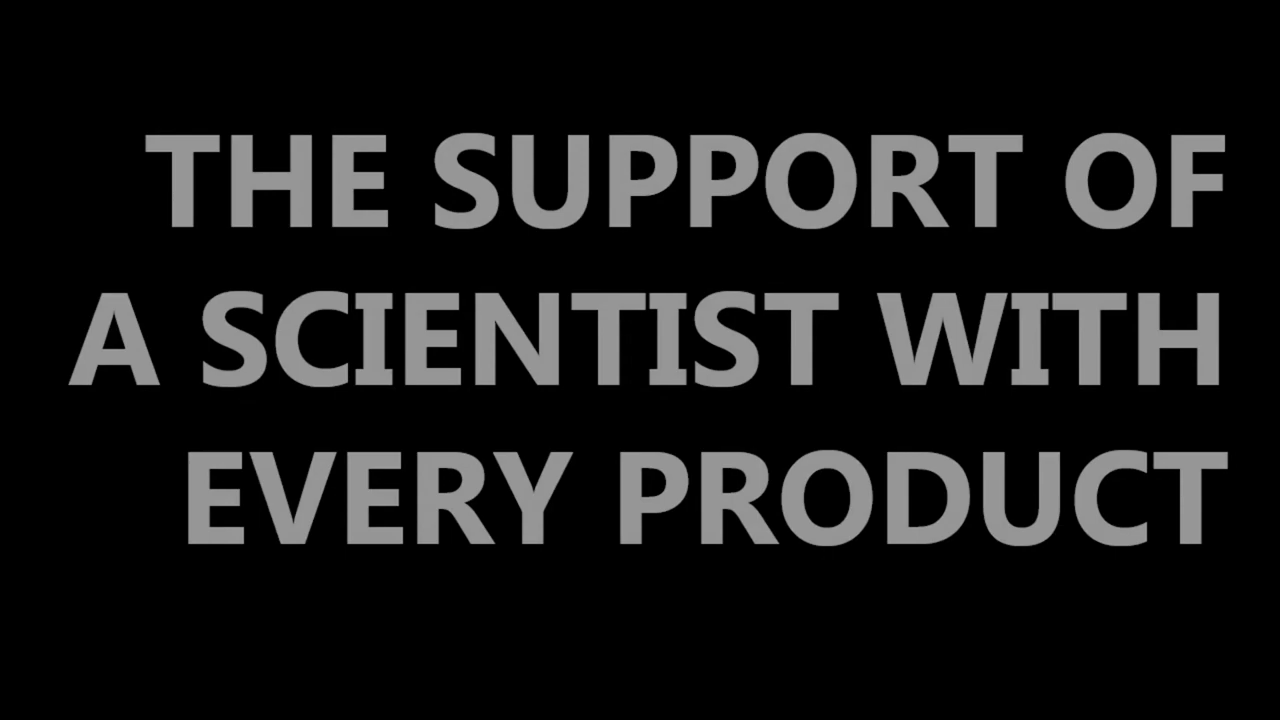 THE SUPPORT OF
A SCIENTIST WITH
EVERY PRODUCT